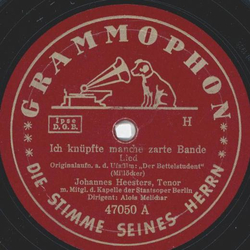 GRAMMOPHON
Ipse
D.G.B.
H
Ich knüpfte manche zarte Bande
Lied
Originalaufn. a. d. Ufafilm: „Der Bettelstudent"
(Millöcker)
Johannes Heesters, Tenor
m. Mitgl. d. Kapelle der Staatsoper Berlin
Dirigent: Alois Melichar
47050 A
DIE STIMME SEINES HERRN